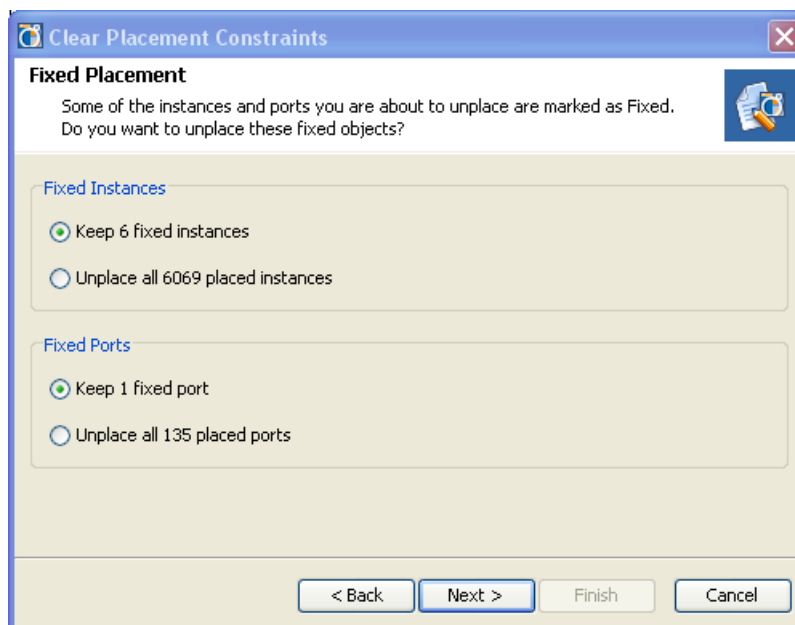 Clear Placement Constraints
Fixed Placement
Some of the instances and ports you are about to unplace are marked as Fixed.
Do you want to unplace these fixed objects?
Fixed Instances
Keep 6 fixed instances
Unplace all 6069 placed instances
Fixed Ports
Keep 1 fixed port
Unplace all 135 placed ports
< Back Next > Finish Cancel